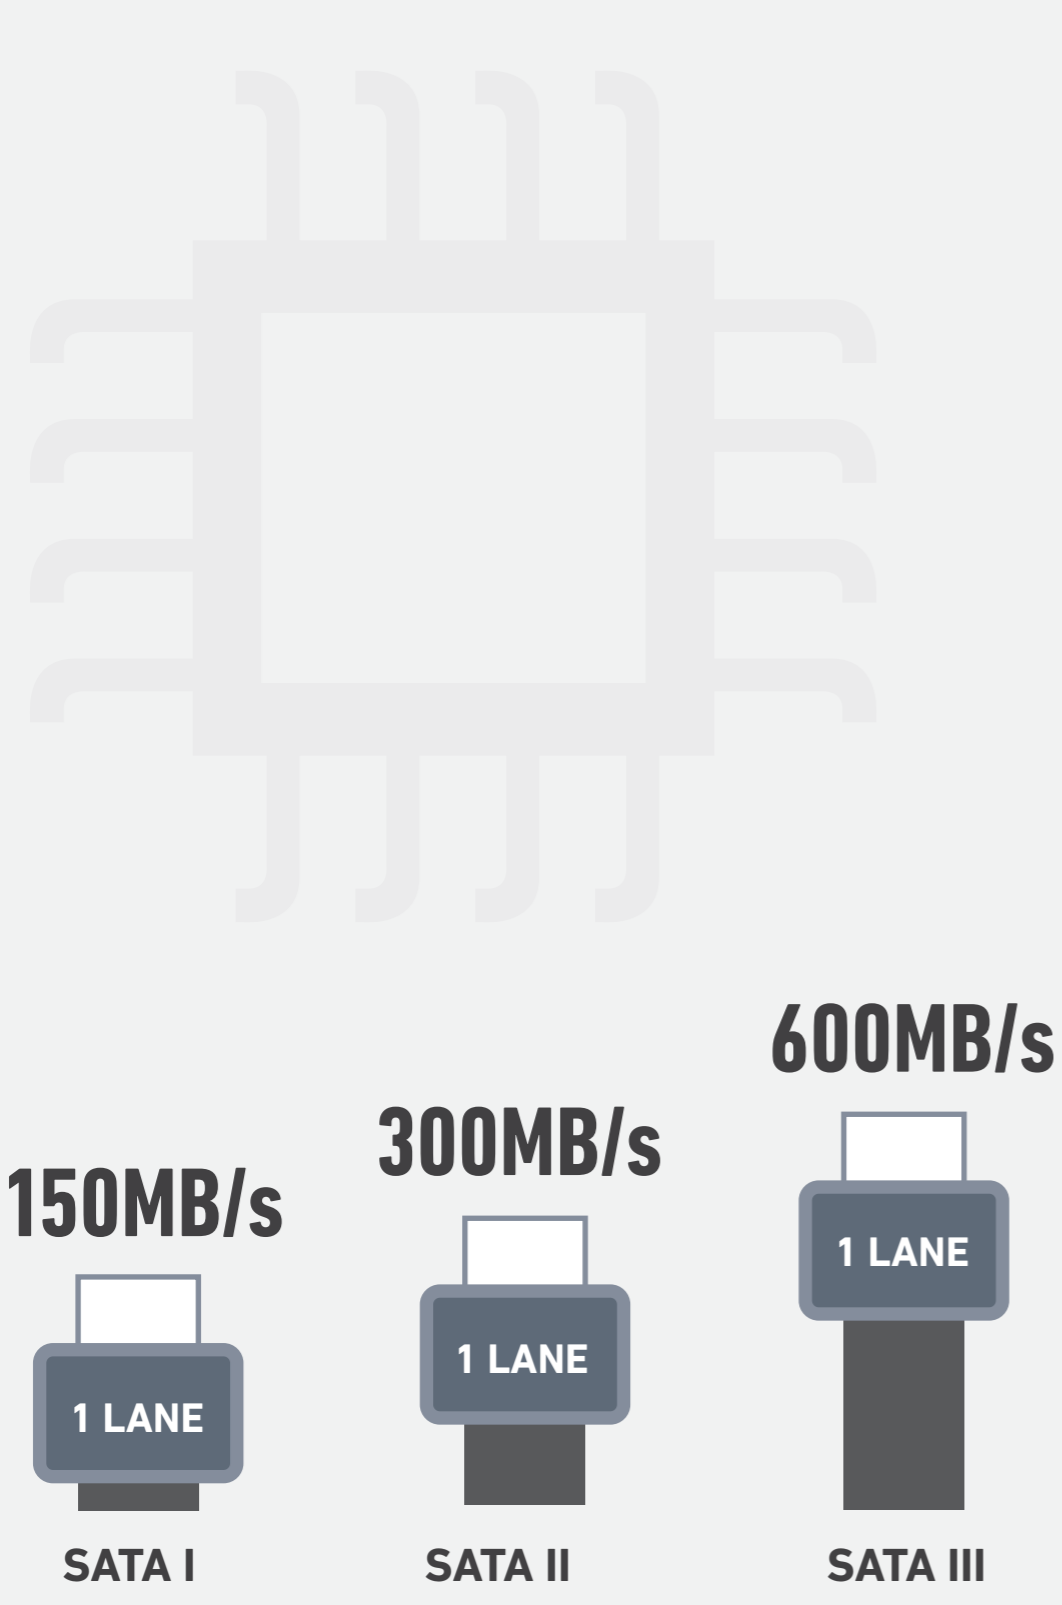 600MB/s
300MB/s
150MB/s
1 LANE
1 LANE
1 LANE
SATA I
SATA II
SATA III